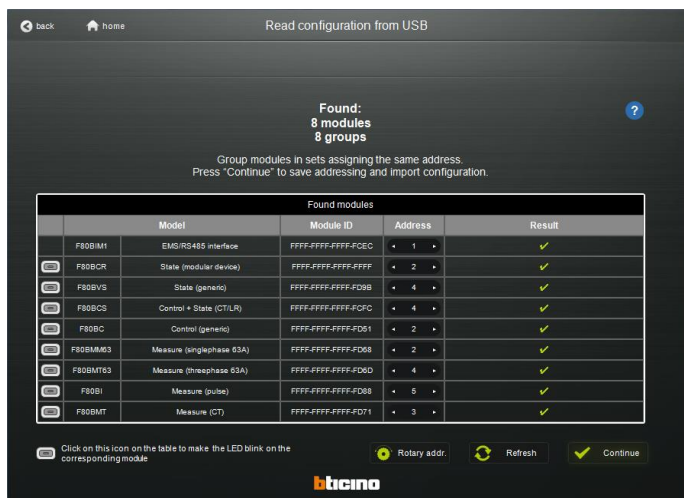 back home Read configuration from USB
Found:
8 modules
8 groups
?
Group modules in sets assigning the same address.
Press "Continue" to save addressing and import configuration.
Found modules
Model Module ID Address Result
F80BIM1 EMS/RS485 interface FFFF-FFFF-FFFF-FCEC 1
F80BCR State (modular device) FFFF-FFFF-FFFF-FFFF 2
F80BVS State (generic) FFFF-FFFF-FFFF-FD9B 4
F80BCS Control + State (CT/LR) FFFF-FFFF-FFFF-FCFC 4
F80BC Control (generic) FFFF-FFFF-FFFF-FD51 2
F80BMM63 Measure (singlephase 63A) FFFF-FFFF-FFFF-FD68 2
F80BMT63 Measure (threephase 63A) FFFF-FFFF-FFFF-FD6D 4
F80BI Measure (pulse) FFFF-FFFF-FFFF-FD88 5
F80BMT Measure (CT) FFFF-FFFF-FFFF-FD71 3
Click on this icon on the table to make the LED blink on the
corresponding module
Rotary addr. Refresh Continue
bticino